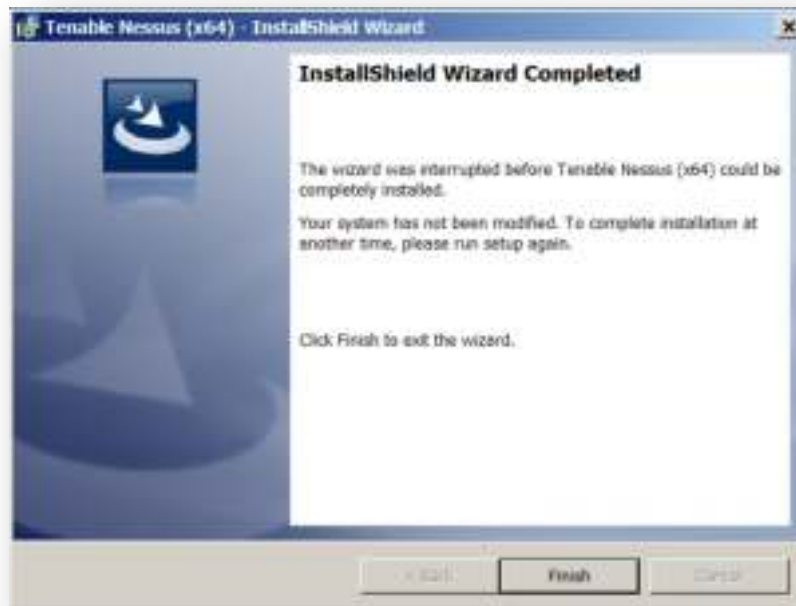 Tenable Nessus (x64) - InstallShield Wizard
InstallShield Wizard Completed
The wizard was interrupted before Tenable Nessus (x64) could be
completely installed.
Your system has not been modified. To complete installation at
another time, please run setup again.
Click Finish to exit the wizard.
< Back
Finish
Cancel